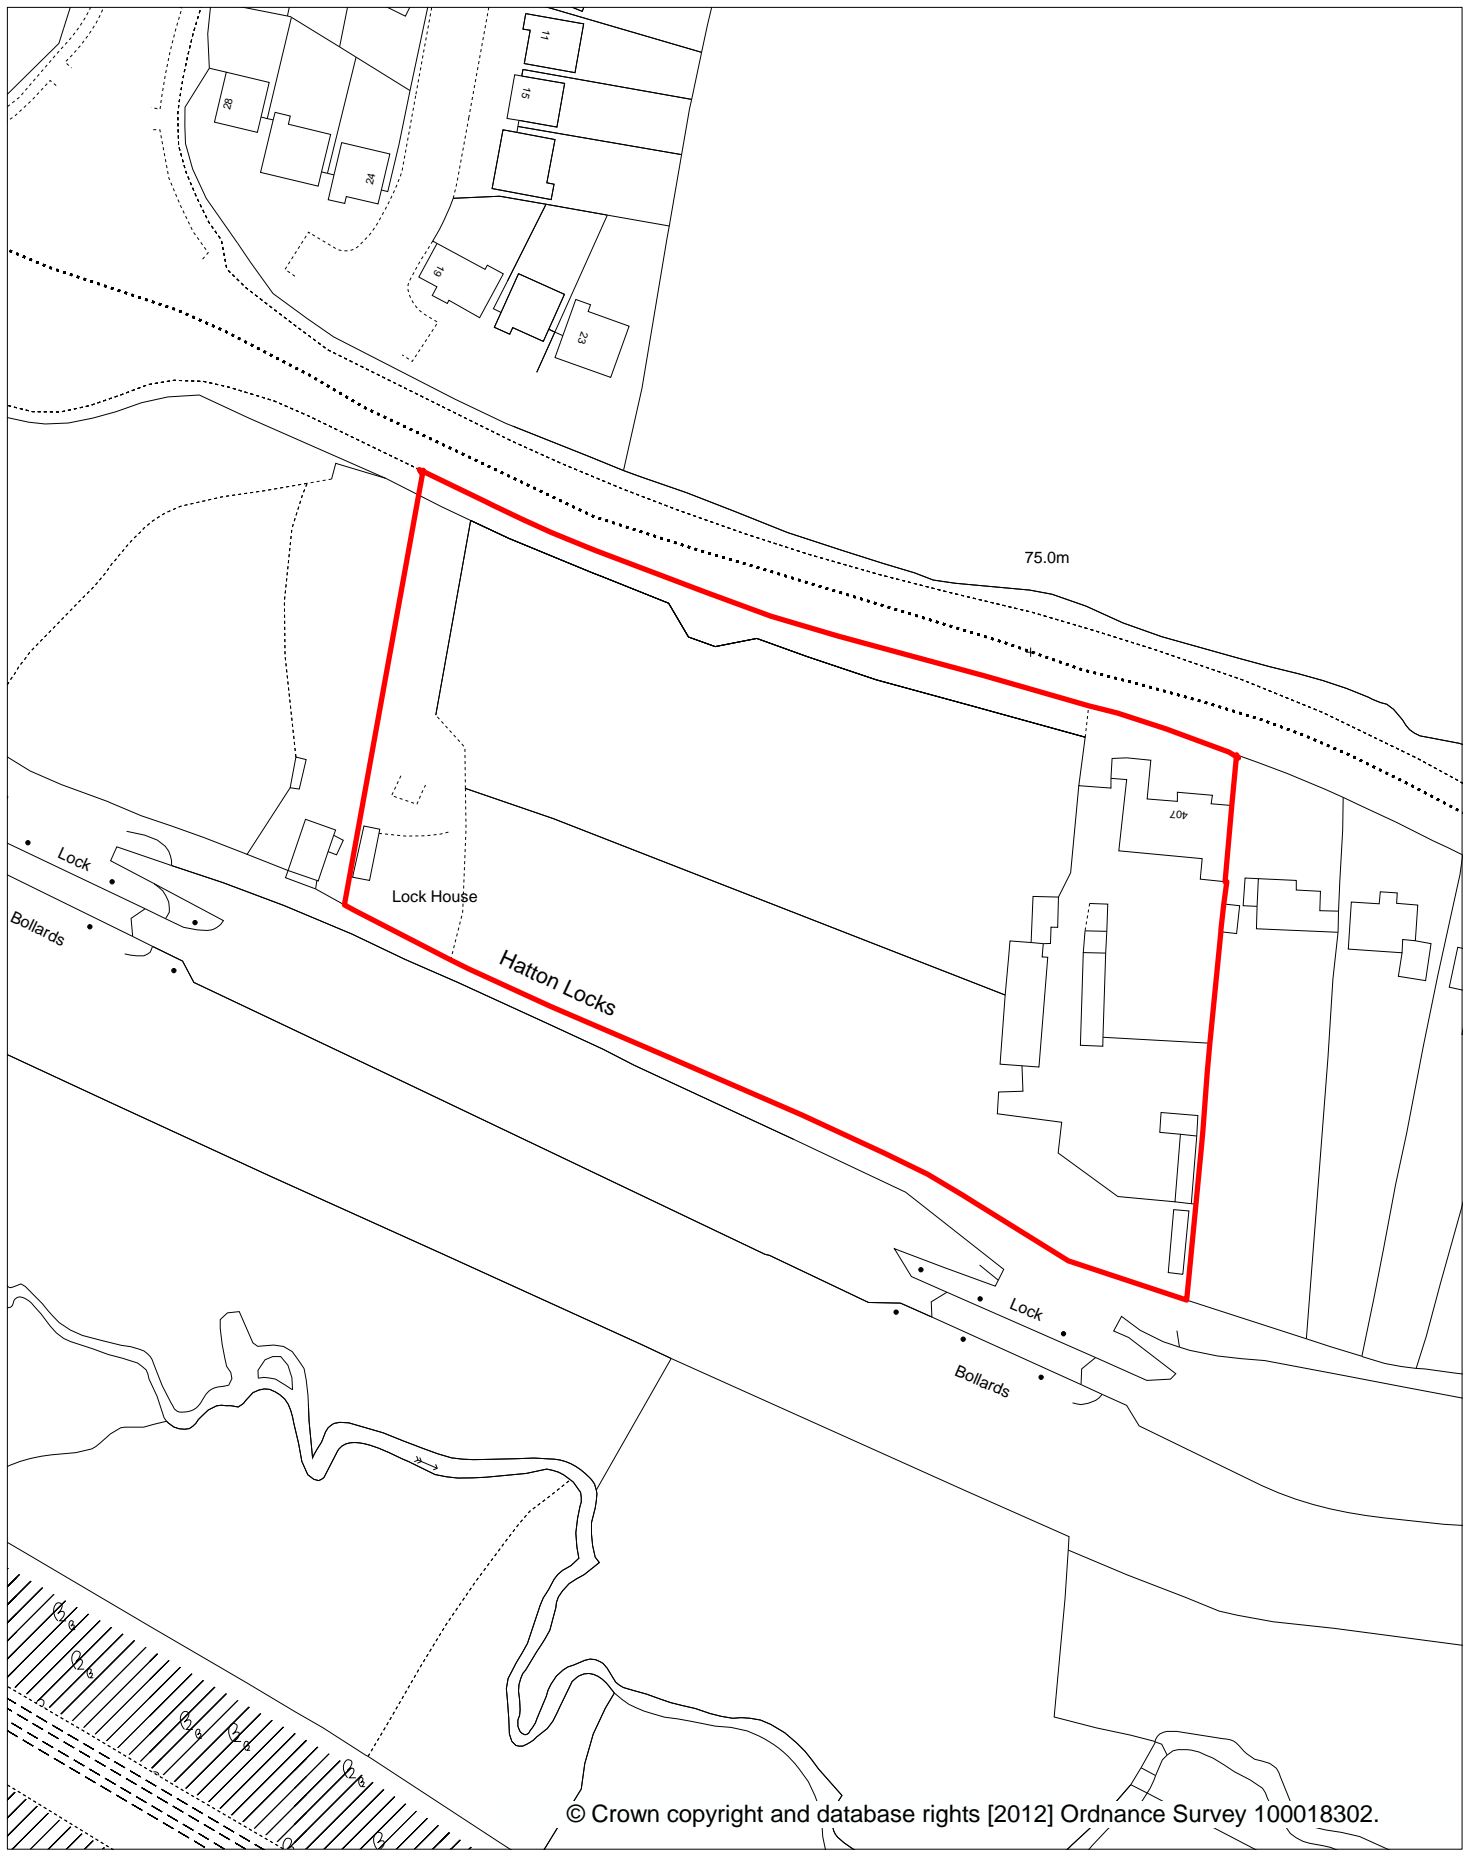 11
15
28
24
19
23
75.0m
407
Lock
Lock House
Bollards
Hatton Locks
Lock
Bollards
© Crown copyright and database rights [2012] Ordnance Survey 100018302.